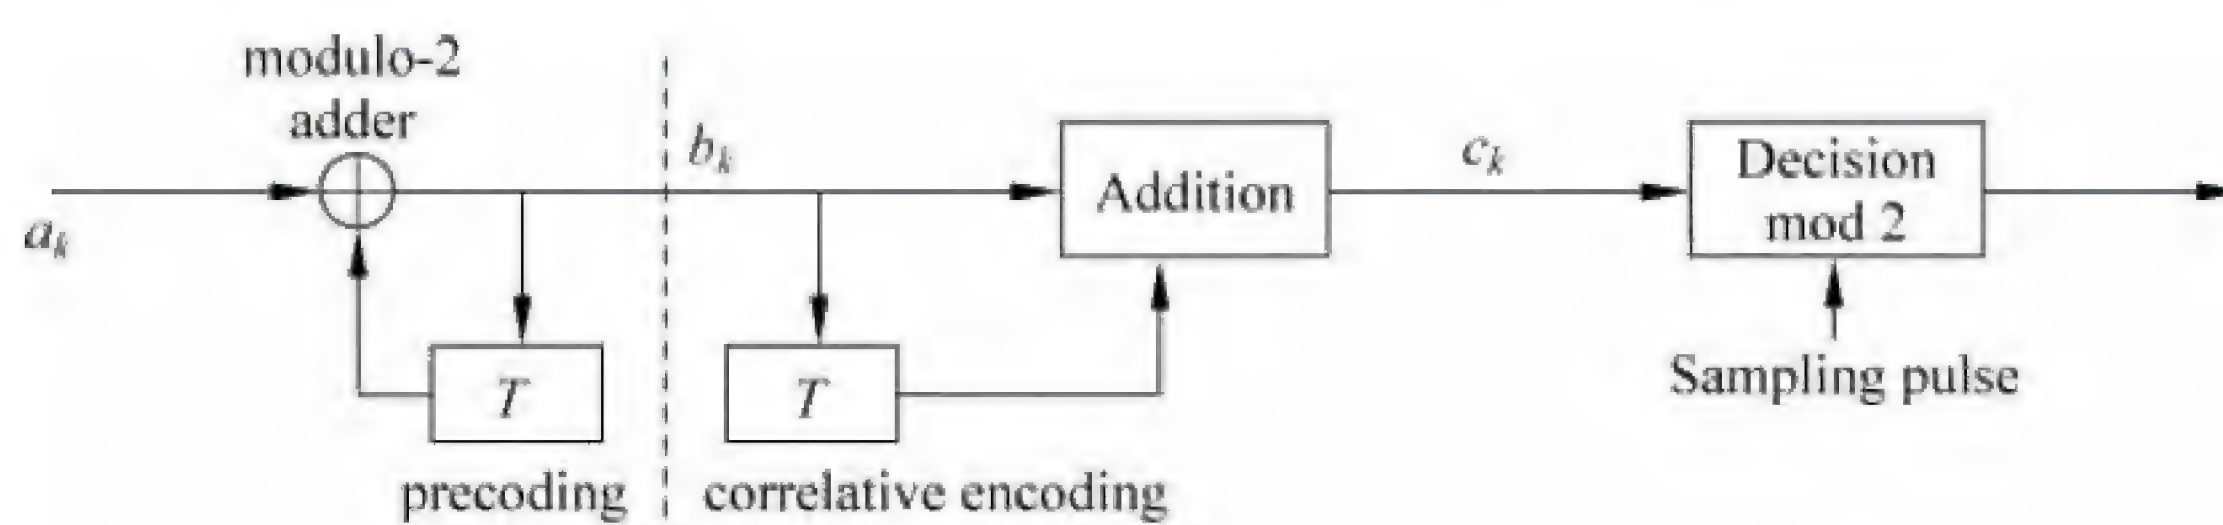 modulo-2
adder
a_k
b_k
Addition
c_k
Decision
mod 2
T
T
Sampling pulse
precoding
correlative encoding